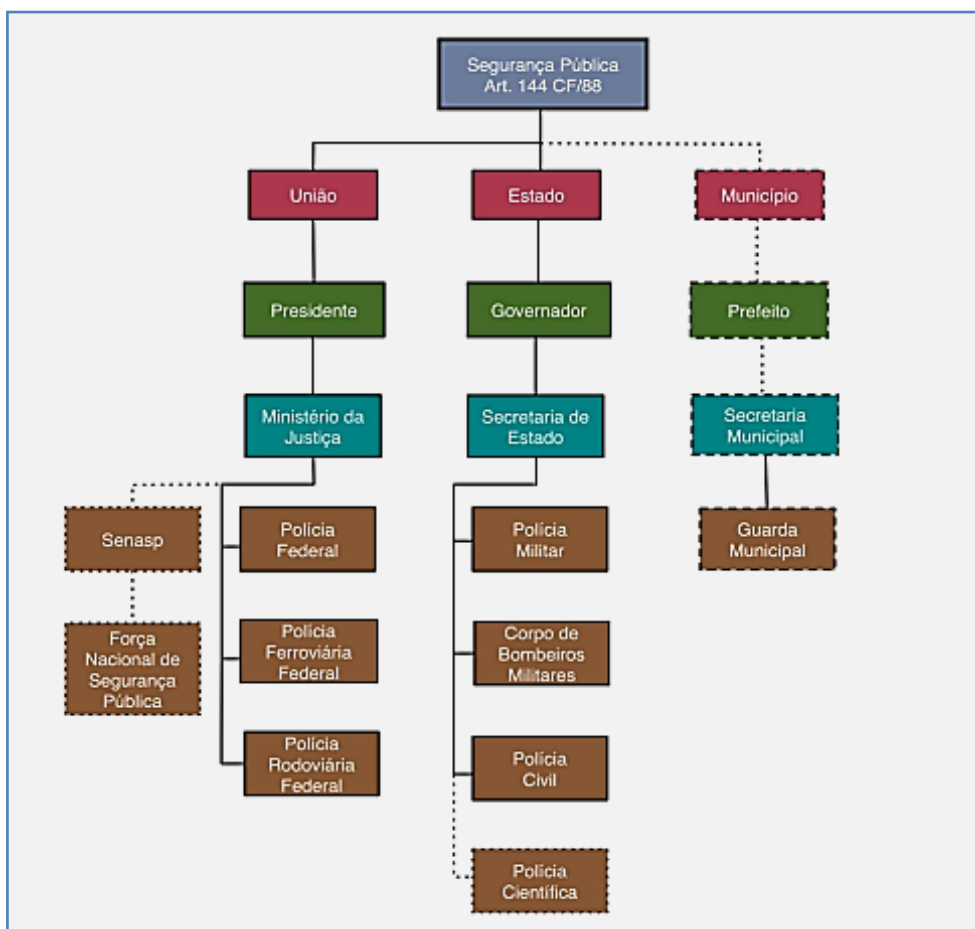 Segurança Pública
Art. 144 CF/88
União
Estado
Município
Presidente
Governador
Prefeito
Ministério da
Justiça
Secretaria de
Estado
Secretaria
Municipal
Senasp
Polícia
Federal
Polícia
Militar
Guarda
Municipal
Força
Nacional de
Segurança
Pública
Polícia
Ferroviária
Federal
Corpo de
Bombeiros
Militares
Polícia
Rodoviária
Federal
Polícia
Civil
Polícia
Científica